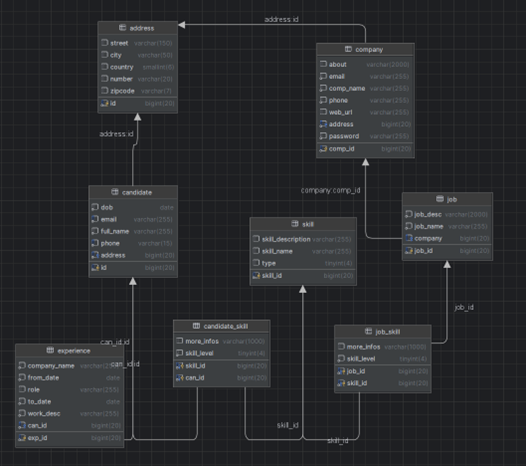 address:id
address
street varchar(150)
city varchar(50)
country smallint(6)
number varchar(20)
zipcode varchar(7)
id bigint(20)
company
about varchar(2000)
email varchar(255)
comp_name varchar(255)
phone varchar(255)
web_url varchar(255)
address bigint(20)
password varchar(255)
comp_id bigint(20)
address:id
candidate
dob date
email varchar(255)
full_name varchar(255)
phone varchar(15)
address bigint(20)
id bigint(20)
company:comp_id
job
job_desc varchar(2000)
job_name varchar(255)
company bigint(20)
job_id bigint(20)
skill
skill_description varchar(255)
skill_name varchar(255)
type tinyint(4)
skill_id bigint(20)
job_id
candidate_skill
more_infos varchar(1000)
skill_level tinyint(4)
skill_id bigint(20)
can_id bigint(20)
job_skill
more_infos varchar(1000)
skill_level tinyint(4)
job_id bigint(20)
skill_id bigint(20)
can_id:id
can_id:id
experience
company_name
from_date date
role varchar(255)
to_date date
work_desc varchar(255)
can_id bigint(20)
exp_id bigint(20)
skill_id
skill_id